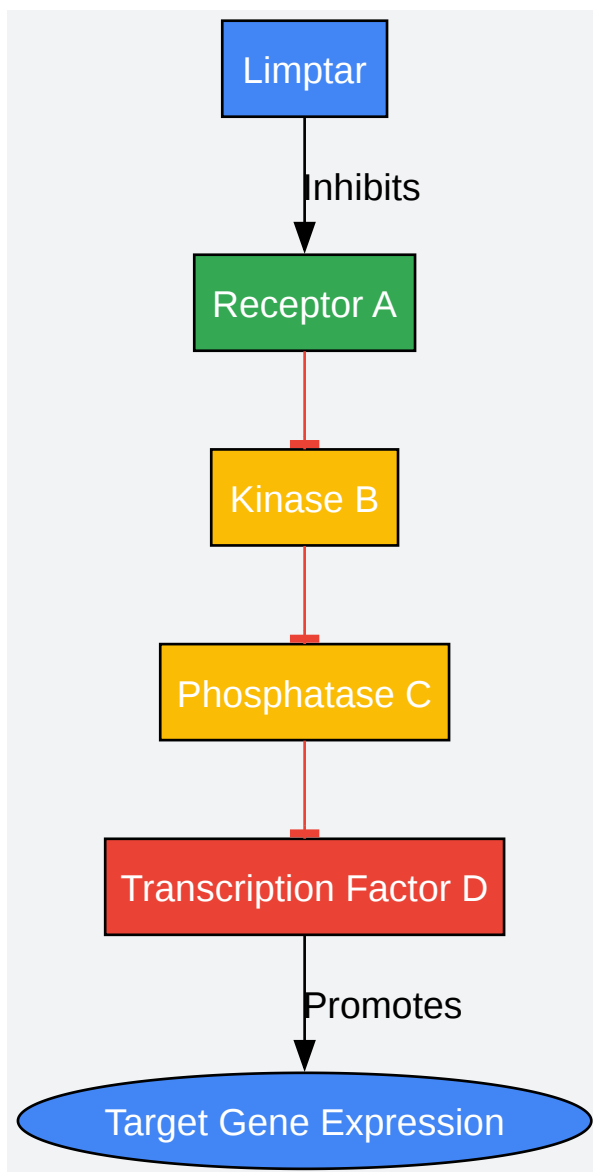 Limptar
Inhibits
Receptor A
Kinase B
Phosphatase C
Transcription Factor D
Promotes
Target Gene Expression